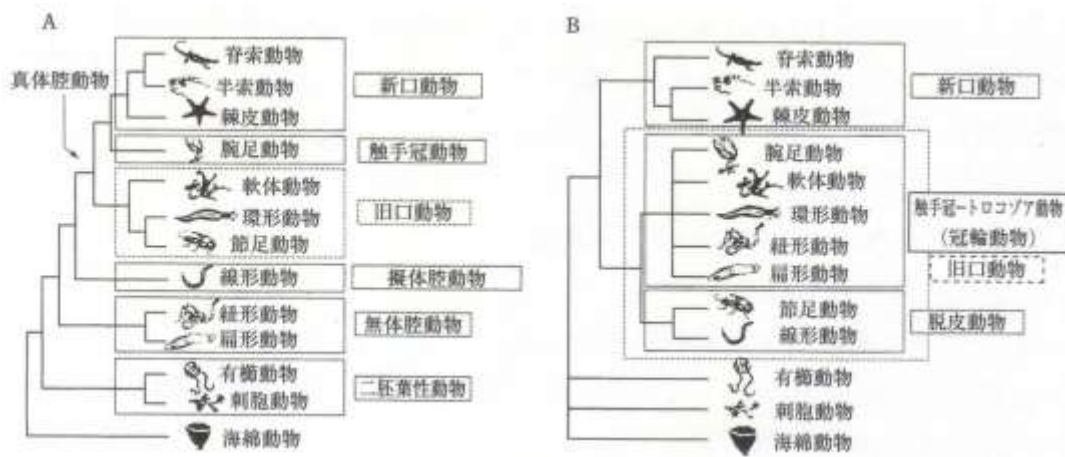 A
真体腔動物
脊索動物
半索動物
棘皮動物
新口動物
腕足動物
触手冠動物
軟体動物
環形動物
節足動物
旧口動物
線形動物
擬体腔動物
紐形動物
扁形動物
無体腔動物
有櫛動物
刺胞動物
二胚葉性動物
海綿動物
B
脊索動物
半索動物
棘皮動物
新口動物
腕足動物
軟体動物
環形動物
紐形動物
扁形動物
触手冠ートロコゾア動物
(冠輪動物)
旧口動物
節足動物
線形動物
脱皮動物
有櫛動物
刺胞動物
海綿動物